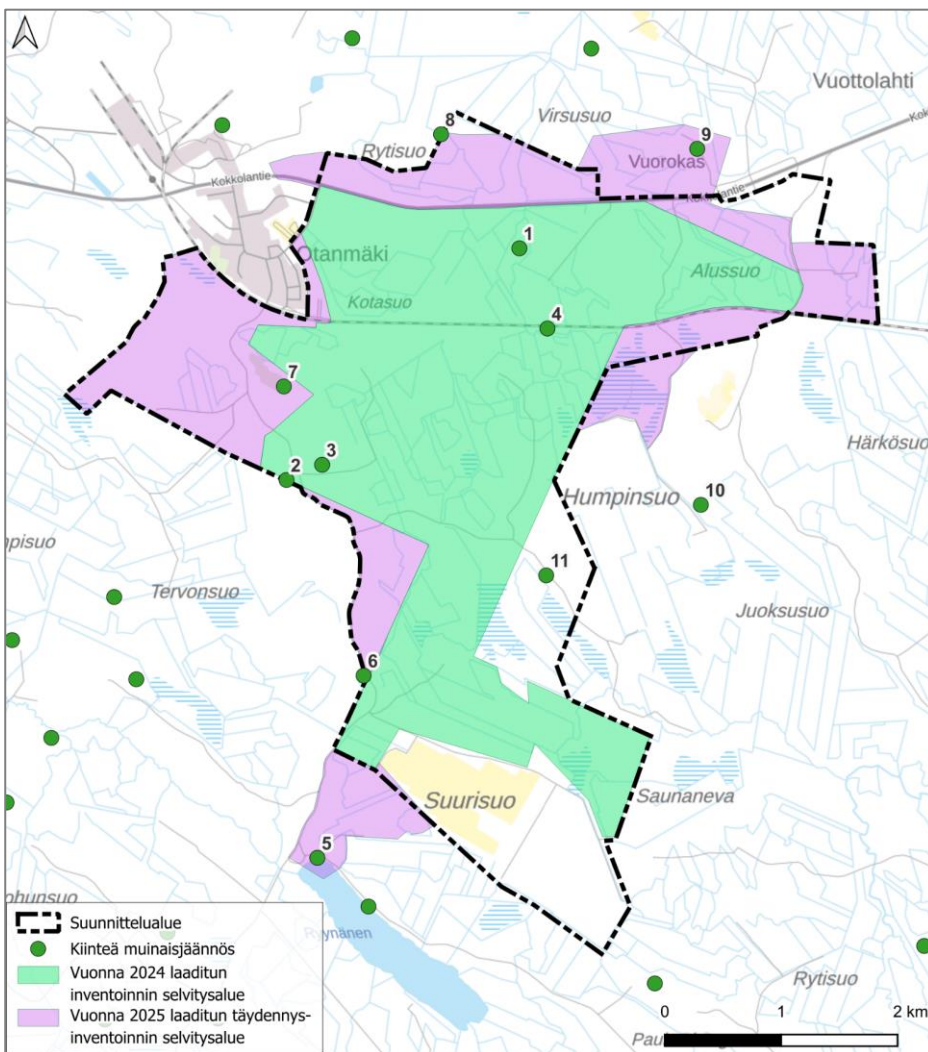 Vuottolahti
Virsusuo
8
9
Rytisuo
Vuorokas
Kokkolantie
1
Otanmäki
Alussuo
Kotasuo
4
7
Härkösuo
3
2
Humpinsuo
10
11
Tervonsuo
Juoksusuo
6
Suurisuo
Saunaneva
5
Ryynänen
Rytisuo
Suunnittelualue
Kiinteä muinaisjäännös
Vuonna 2024 laaditun
inventoinnin selvitysalue
Vuonna 2025 laaditun täydennys-
inventoinnin selvitysalue
0 1 2 km